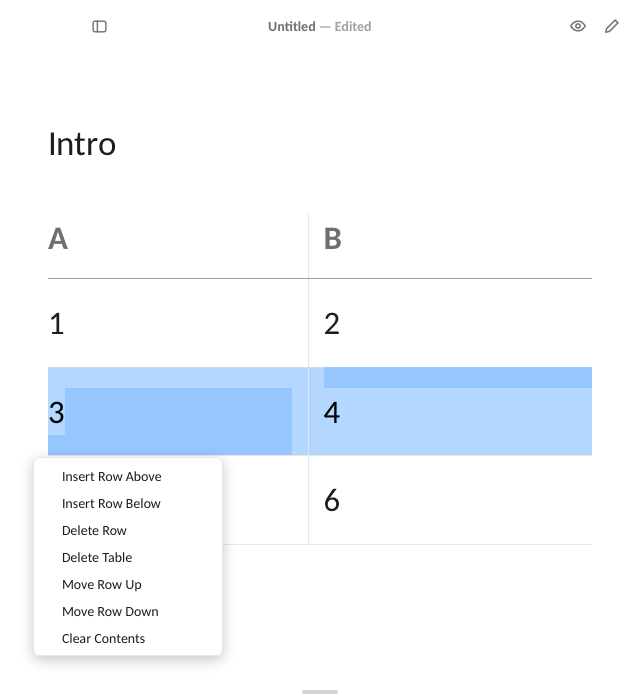 Untitled — Edited
Intro
A B
1 2
3 4
6
Insert Row Above
Insert Row Below
Delete Row
Delete Table
Move Row Up
Move Row Down
Clear Contents